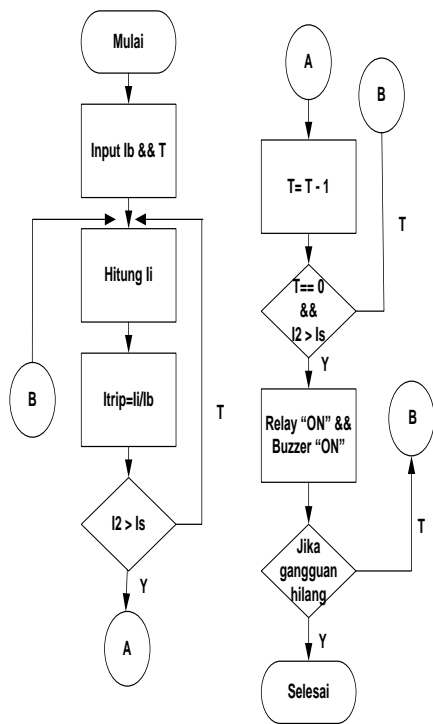 Mulai
Input Ib && T
Hitung Ii
B
Itrip=Ii/Ib
T
I2 > Is
Y
A
A
B
T= T - 1
T
T== 0
&&
I2 > Is
Y
Relay “ON” &&
Buzzer “ON”
B
T
Jika
gangguan
hilang
Y
Selesai